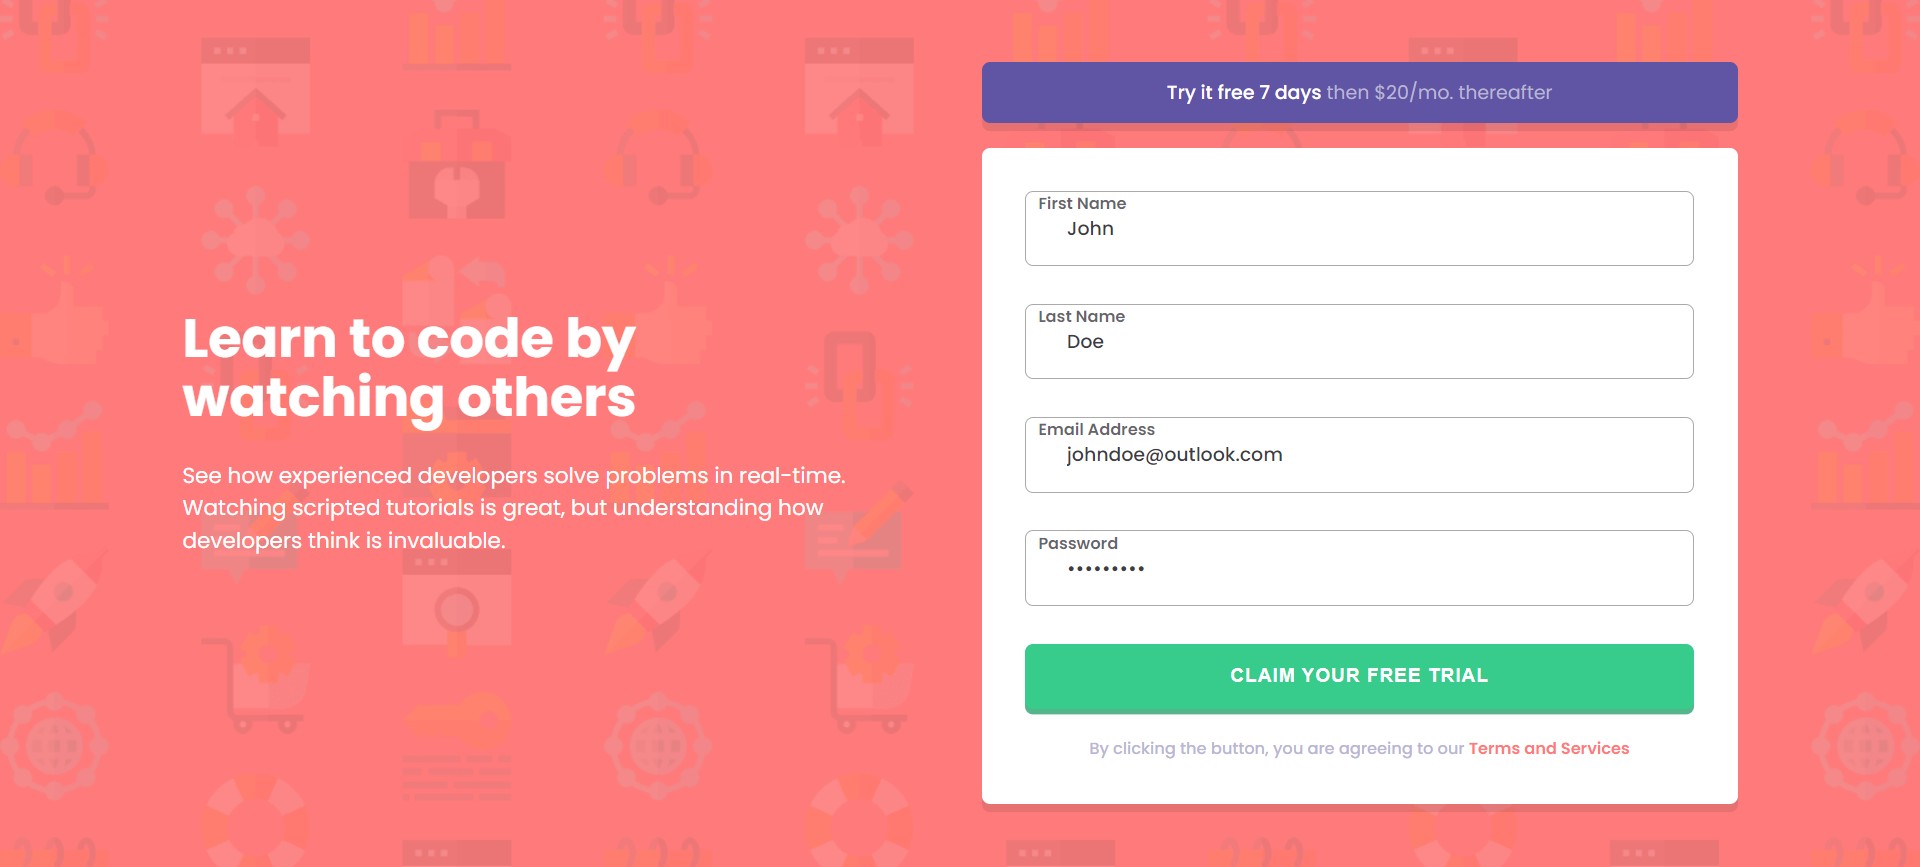 Learn to code by
watching others
See how experienced developers solve problems in real-time.
Watching scripted tutorials is great, but understanding how
developers think is invaluable.
Try it free 7 days then $20/mo. thereafter
First Name
John
Last Name
Doe
Email Address
johndoe@outlook.com
Password
•••••••••
CLAIM YOUR FREE TRIAL
By clicking the button, you are agreeing to our Terms and Services